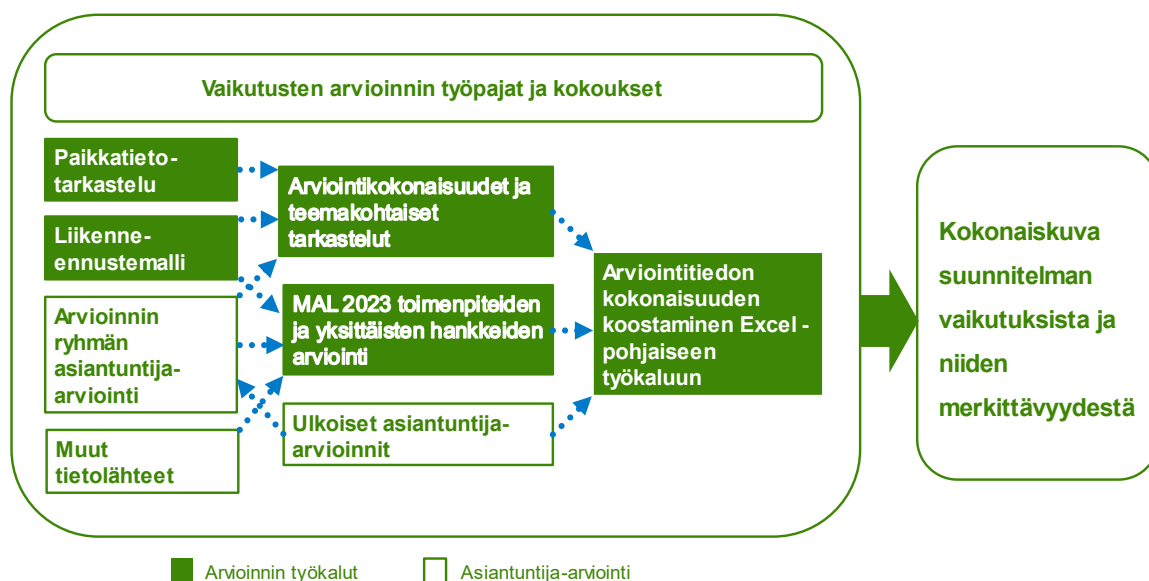 Vaikutusten arvioinnin työpajat ja kokoukset
Paikkatieto-
tarkastelu
Liikenne-
ennustemalli
Arvioinnin
ryhmän
asiantuntija-
arviointi
Muut
tietolähteet
Arviointikokonaisuudet ja
teemakohtaiset
tarkastelut
MAL 2023 toimenpiteiden
ja yksittäisten hankkeiden
arviointi
Ulkoiset asiantuntija-
arvioinnit
Arviointitiedon
kokonaisuuden
koostaminen Excel -
pohjaiseen
työkaluun
Kokonaiskuva
suunnitelman
vaikutuksista ja
niiden
merkittävyydestä
Arvioinnin työkalut
Asiantuntija-arviointi